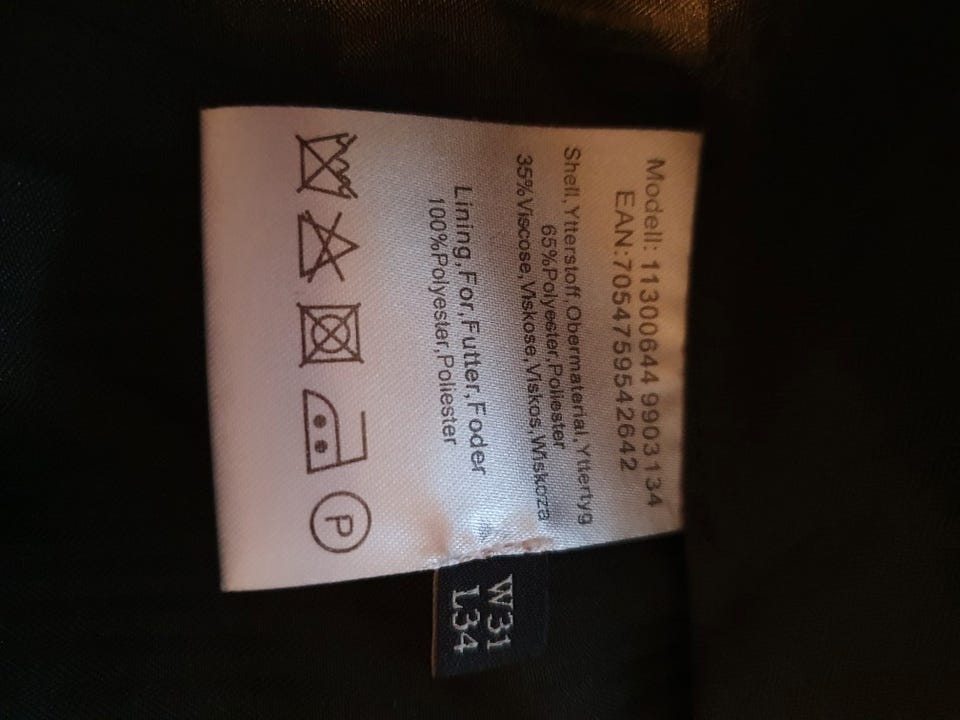 Modell: 11300644 9903134
EAN:7054759542642
Shell,Ytterstoff,Obermaterial,Yttertyg
65%Polyester,Poliester
35%Viscose,Viskose,Viskos,Wiskoza
Lining,For,Futter,Foder
100%Polyester,Poliester
P
W31
L34